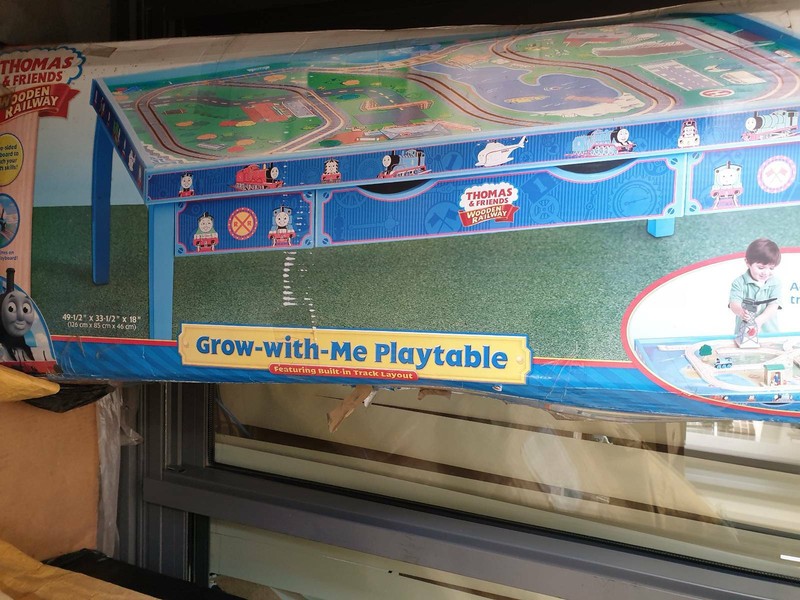 THOMAS
& FRIENDS
WOODEN
RAILWAY
THOMAS
& FRIENDS
WOODEN
RAILWAY
49-1/2" x 33-1/2" x 18"
(126 cm x 85 cm x 46 cm)
Grow-with-Me Playtable
Featuring Built-in Track Layout